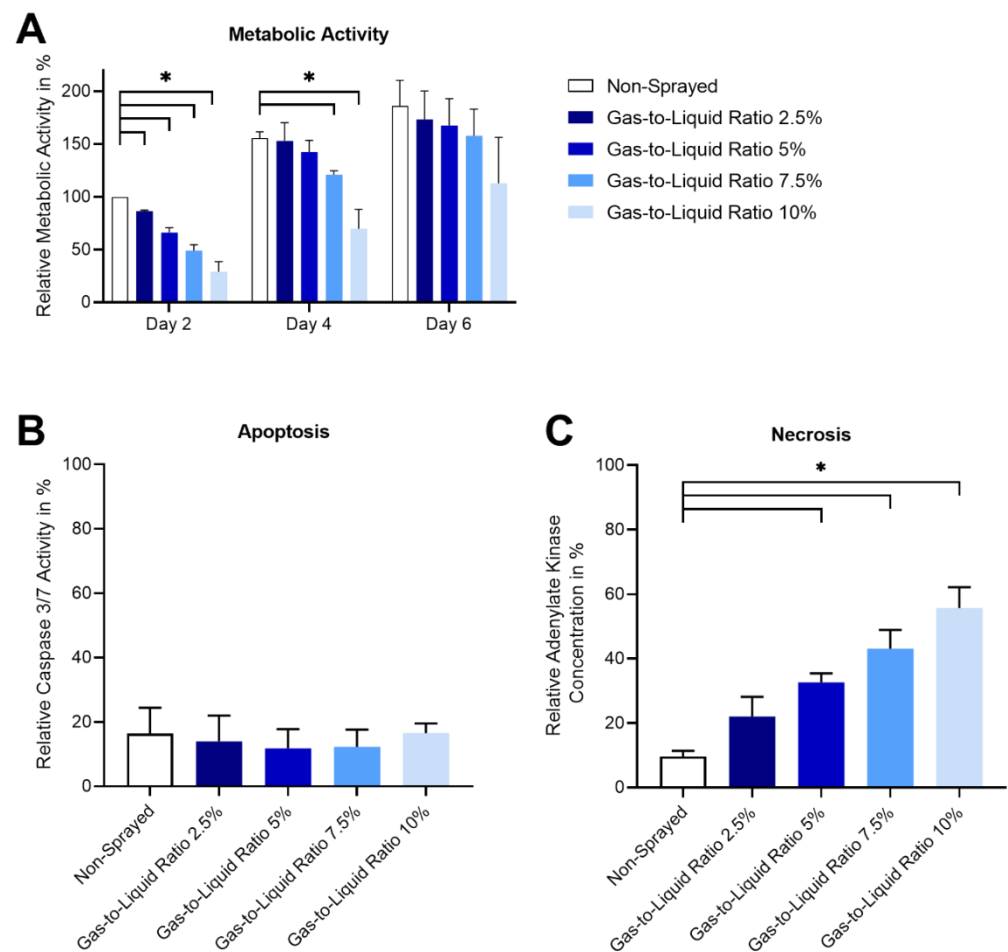 A
Metabolic Activity
Relative Metabolic Activity in %
200
150
100
50
0
*
*
Day 2
Day 4
Day 6
Non-Sprayed
Gas-to-Liquid Ratio 2.5%
Gas-to-Liquid Ratio 5%
Gas-to-Liquid Ratio 7.5%
Gas-to-Liquid Ratio 10%
B
Apoptosis
Relative Caspase 3/7 Activity in %
100
80
60
40
20
0
Non-Sprayed
Gas-to-Liquid Ratio 2.5%
Gas-to-Liquid Ratio 5%
Gas-to-Liquid Ratio 7.5%
Gas-to-Liquid Ratio 10%
C
Necrosis
Relative Adenylate Kinase
Concentration in %
100
80
60
40
20
0
*
Non-Sprayed
Gas-to-Liquid Ratio 2.5%
Gas-to-Liquid Ratio 5%
Gas-to-Liquid Ratio 7.5%
Gas-to-Liquid Ratio 10%